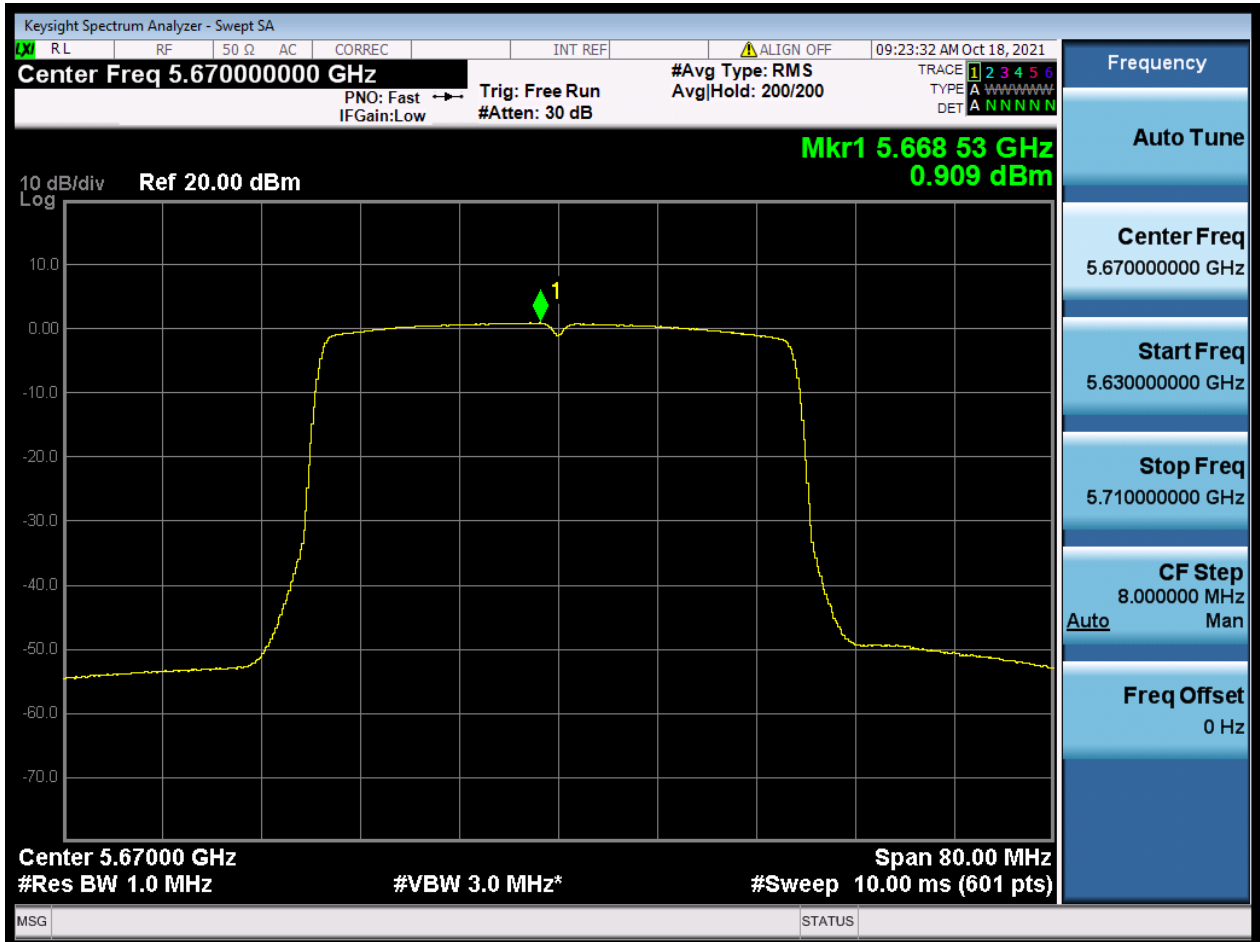 Keysight Spectrum Analyzer - Swept SA
LXI RL RF 50 Ω AC CORREC INT REF ALIGN OFF 09:23:32 AM Oct 18, 2021
Center Freq 5.670000000 GHz
PNO: Fast
IFGain:Low
Trig: Free Run
#Atten: 30 dB
#Avg Type: RMS
Avg|Hold: 200/200
TRACE 1 2 3 4 5 6
TYPE A WWWWW
DET A N N N N N
Mkr1 5.668 53 GHz
0.909 dBm
10 dB/div Ref 20.00 dBm
Log
10.0
0.00
-10.0
-20.0
-30.0
-40.0
-50.0
-60.0
-70.0
1
Center 5.67000 GHz Span 80.00 MHz
#Res BW 1.0 MHz #VBW 3.0 MHz* #Sweep 10.00 ms (601 pts)
Frequency
Auto Tune
Center Freq
5.670000000 GHz
Start Freq
5.630000000 GHz
Stop Freq
5.710000000 GHz
CF Step
8.000000 MHz
Auto Man
Freq Offset
0 Hz
MSG STATUS